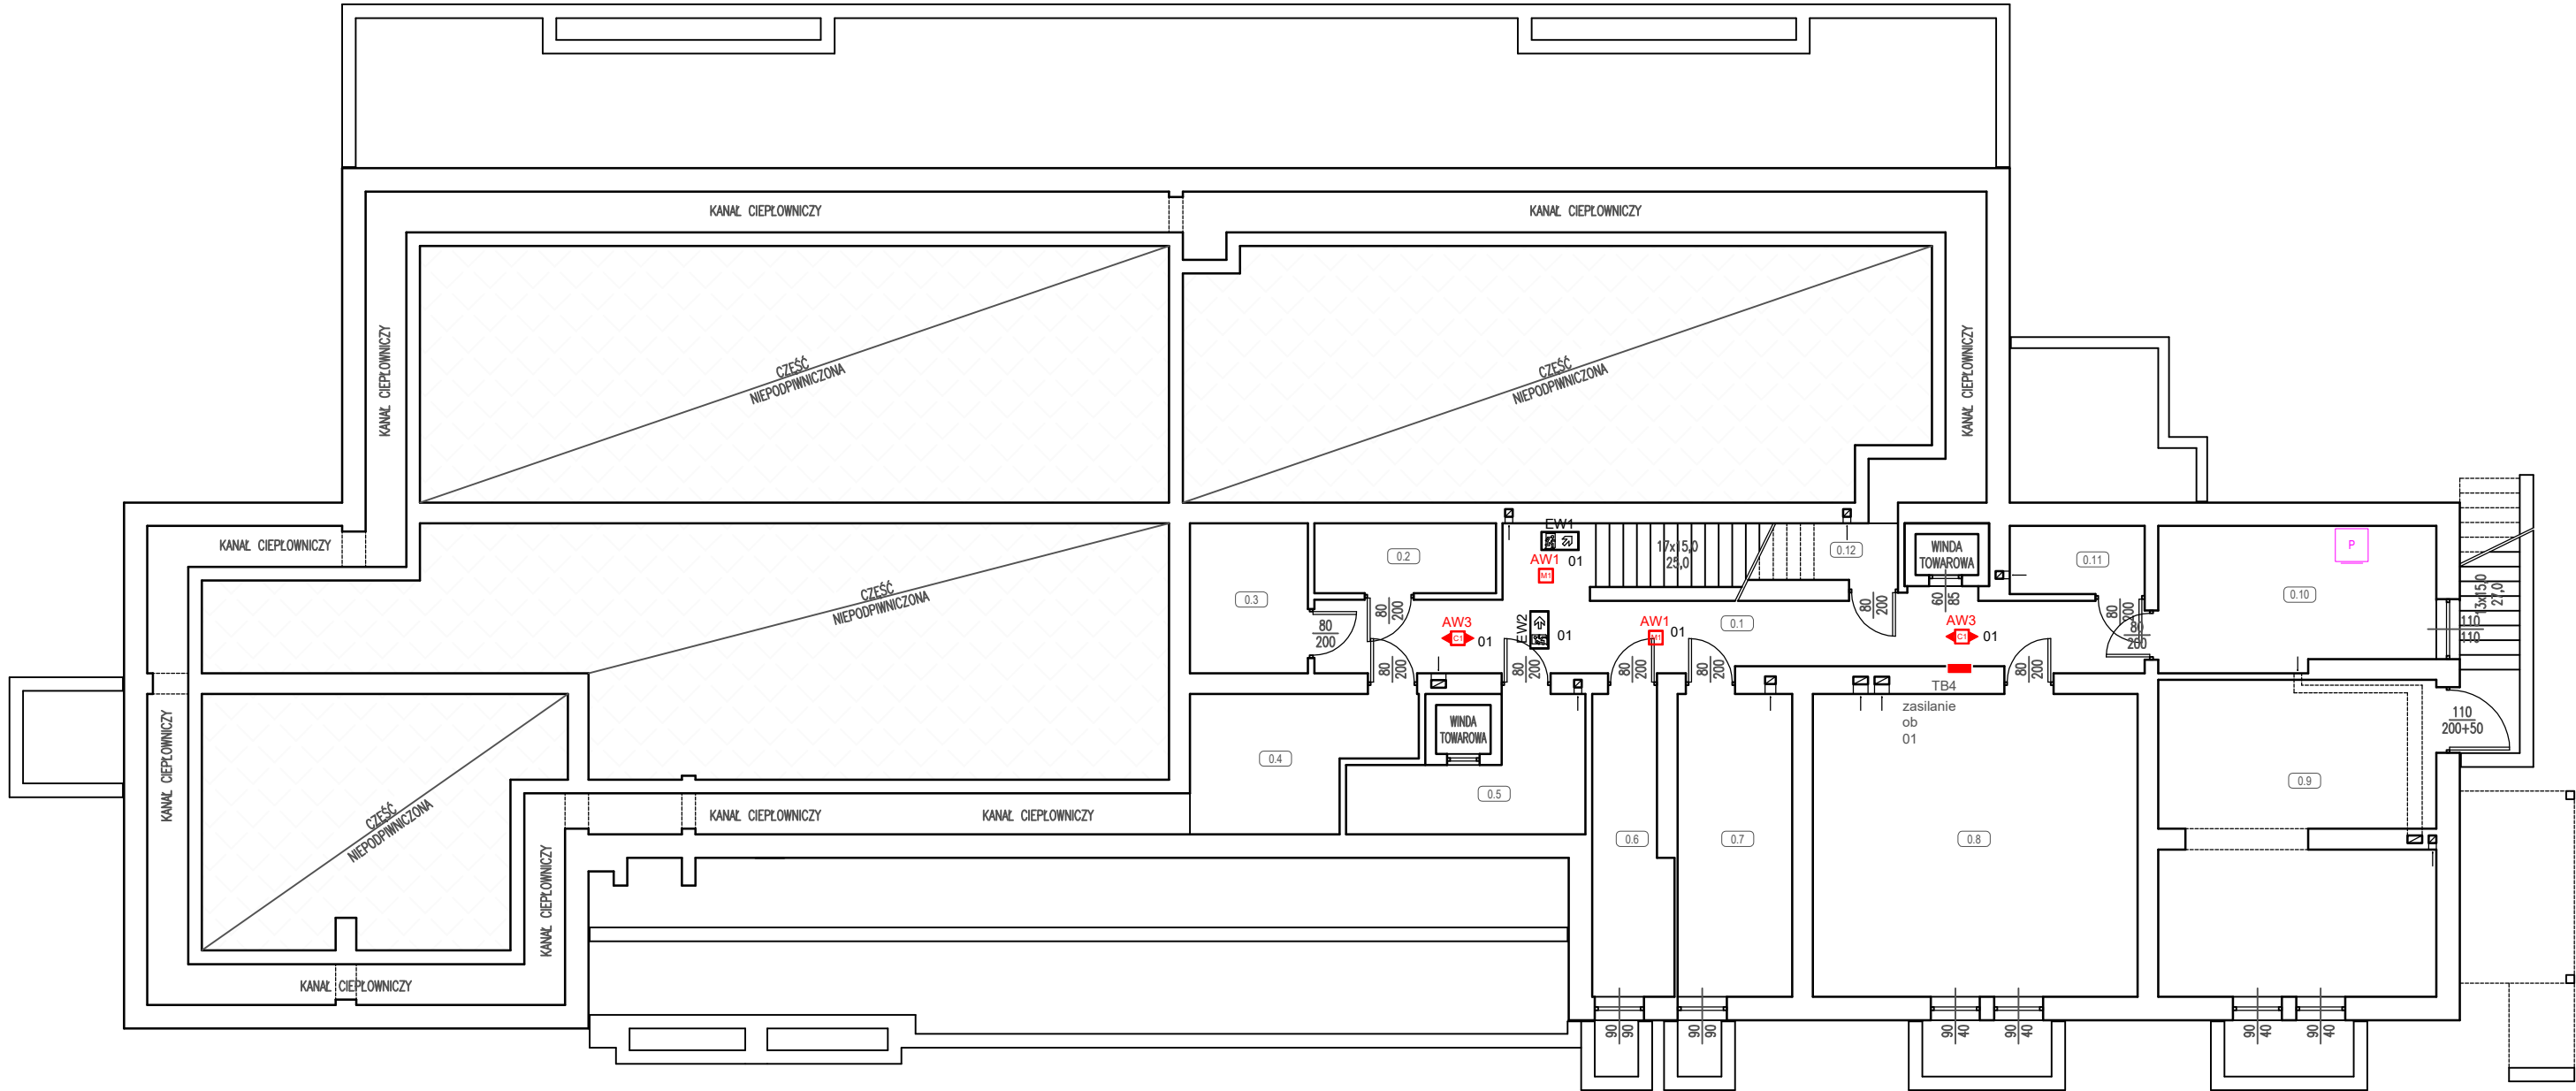 KANAŁ CIEPŁOWNICZY
KANAŁ CIEPŁOWNICZY
KANAŁ CIEPŁOWNICZY
CZĘŚĆ
NIEPODPIWNICZONA
CZĘŚĆ
NIEPODPIWNICZONA
KANAŁ CIEPŁOWNICZY
KANAŁ CIEPŁOWNICZY
CZĘŚĆ
NIEPODPIWNICZONA
0.3
0.2
80
200
80
200
EW1
AW1
01
M1
17x15,0
25,0
0.12
WINDA
TOWAROWA
60
85
80
200
0.11
P
0.10
80
200
80
200
13x15,0
27,0
110
110
AW3
C1
01
EW2
01
AW1
M1
01
0.1
AW3
C1
01
80
200
80
200
80
200
80
200
80
200
TB4
zasilanie
ob
01
110
200+50
WINDA
TOWAROWA
0.4
0.5
0.6
0.7
0.8
0.9
KANAŁ CIEPŁOWNICZY
CZĘŚĆ
NIEPODPIWNICZONA
KANAŁ CIEPŁOWNICZY
KANAŁ CIEPŁOWNICZY
KANAŁ CIEPŁOWNICZY
KANAŁ CIEPŁOWNICZY
90
90
90
90
90
40
90
40
90
40
90
40